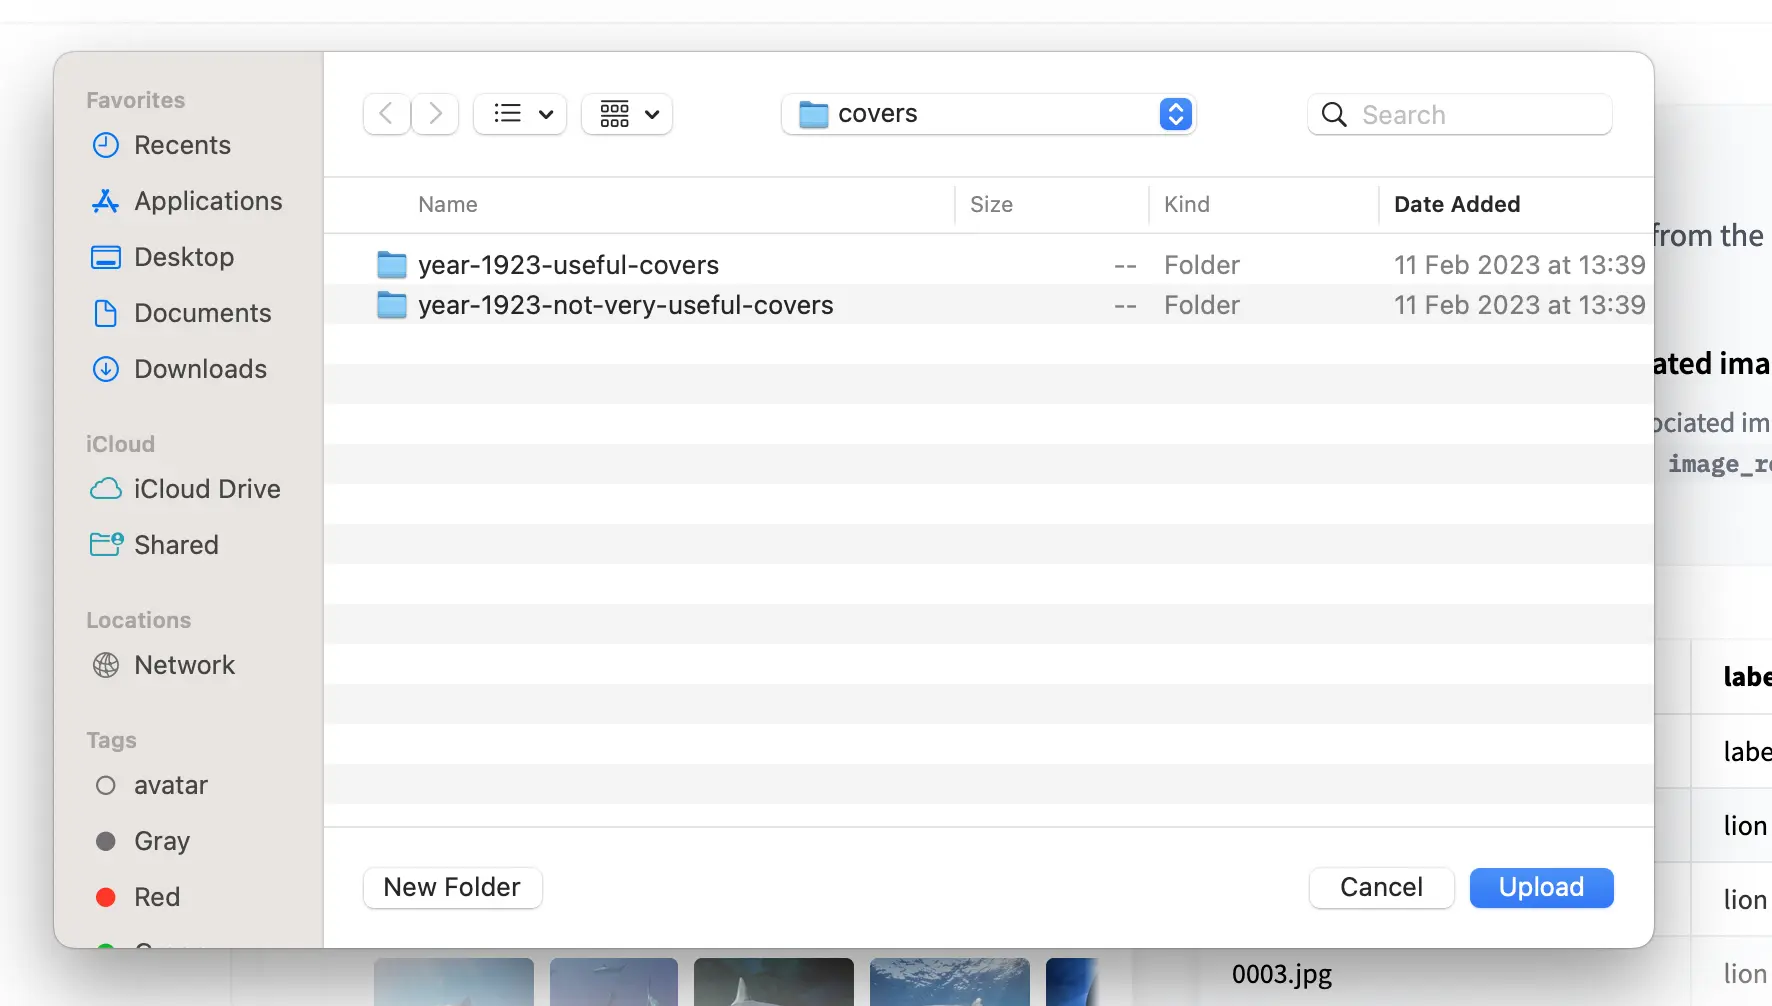 Favorites
Recents
Applications
Desktop
Documents
Downloads
iCloud
iCloud Drive
Shared
Locations
Network
Tags
avatar
Gray
Red
covers
Search
Name Size Kind Date Added
year-1923-useful-covers -- Folder 11 Feb 2023 at 13:39
year-1923-not-very-useful-covers -- Folder 11 Feb 2023 at 13:39
New Folder Cancel Upload
from the
ated ima
ociated im
image_re
labe
labe
lion
lion
0003.jpg lion